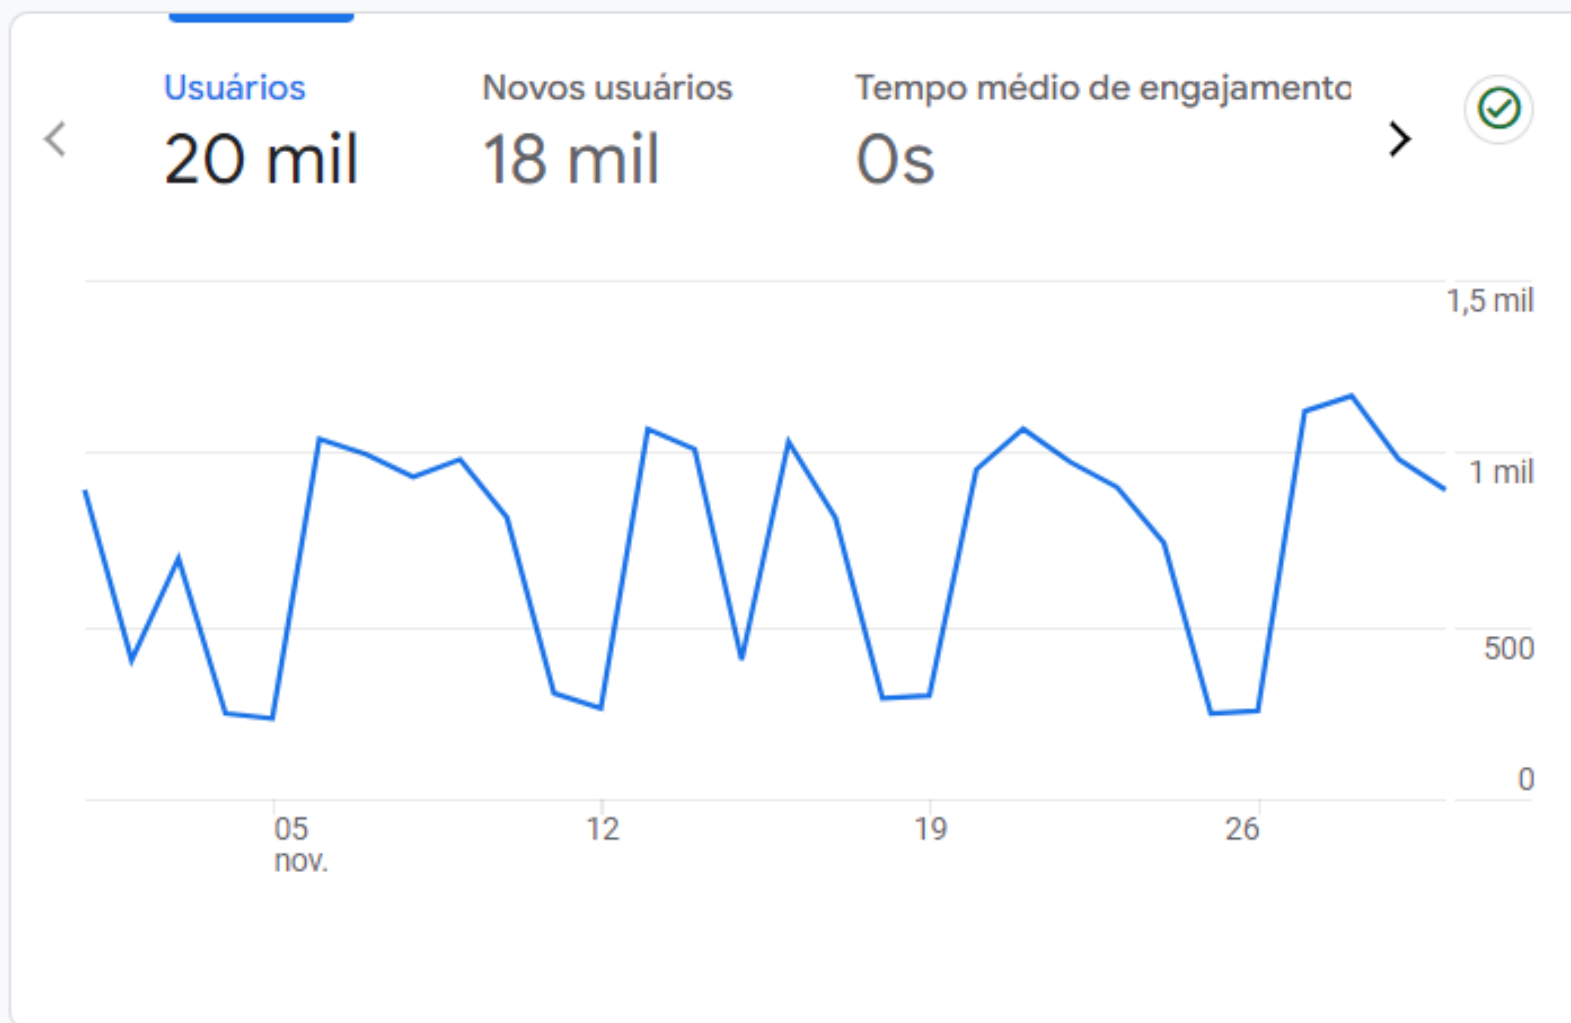 Usuários
20 mil
Novos usuários
18 mil
Tempo médio de engajamento
0s
1,5 mil
1 mil
500
0
05
nov.
12
19
26